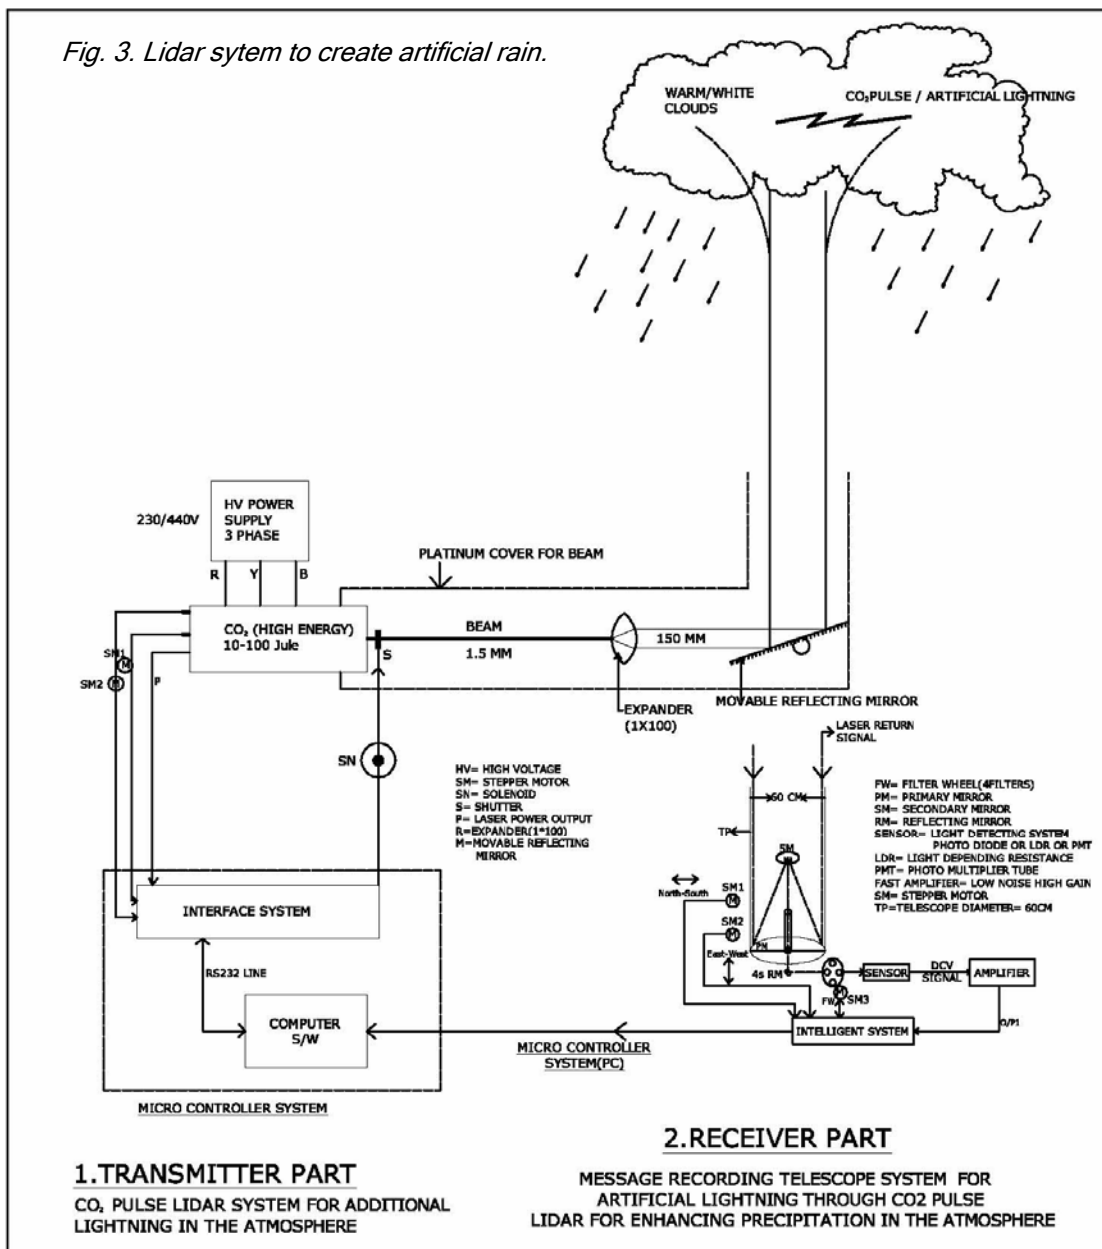 Fig. 3. Lidar sytem to create artificial rain.
WARM/WHITE
CLOUDS
CO₂PULSE / ARTIFICIAL LIGHTNING
HV POWER
SUPPLY
3 PHASE
230/440V
R
Y
B
PLATINUM COVER FOR BEAM
CO₂ (HIGH ENERGY)
10-100 Jule
BEAM
1.5 MM
S
150 MM
SM1
M
SM2
M
P
EXPANDER
(1X100)
MOVABLE REFLECTING MIRROR
LASER RETURN
SIGNAL
SN
HV= HIGH VOLTAGE
SM= STEPPER MOTOR
SN= SOLENOID
S= SHUTTER
P= LASER POWER OUTPUT
R=EXPANDER(1*100)
M=MOVABLE REFLECTING
MIRROR
60 CM
TP
SM
North-South
SM1
M
SM2
M
East-West
PM
4s RM
FW= FILTER WHEEL(4FILTERS)
PM= PRIMARY MIRROR
SM= SECONDARY MIRROR
RM= REFLECTING MIRROR
SENSOR= LIGHT DETECTING SYSTEM
PHOTO DIODE OR LDR OR PMT
LDR= LIGHT DEPENDING RESISTANCE
PMT= PHOTO MULTIPLIER TUBE
FAST AMPLIFIER= LOW NOISE HIGH GAIN
SM= STEPPER MOTOR
TP=TELESCOPE DIAMETER= 60CM
INTERFACE SYSTEM
RS232 LINE
COMPUTER
S/W
SENSOR
DCV
SIGNAL
AMPLIFIER
M
FW
SM3
O/P1
INTELLIGENT SYSTEM
MICRO CONTROLLER
SYSTEM(PC)
MICRO CONTROLLER SYSTEM
1.TRANSMITTER PART
CO₂ PULSE LIDAR SYSTEM FOR ADDITIONAL
LIGHTNING IN THE ATMOSPHERE
2.RECEIVER PART
MESSAGE RECORDING TELESCOPE SYSTEM FOR
ARTIFICIAL LIGHTNING THROUGH CO2 PULSE
LIDAR FOR ENHANCING PRECIPITATION IN THE ATMOSPHERE